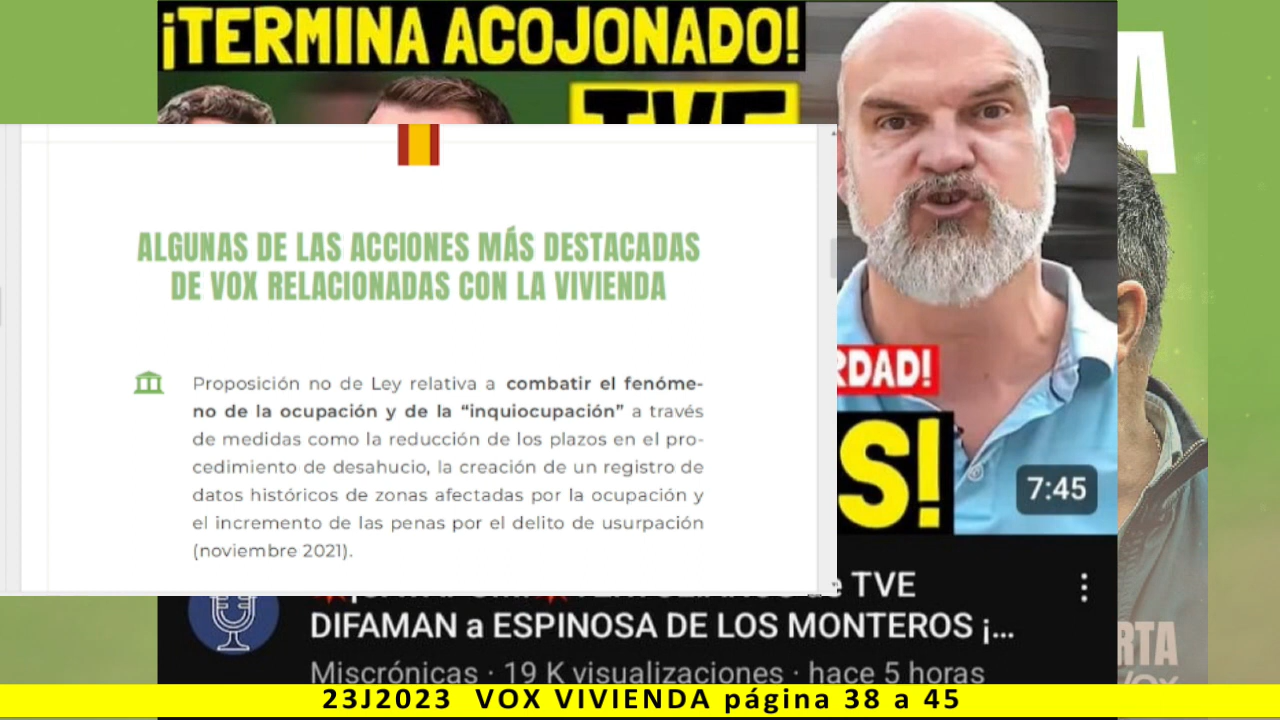 ¡TERMINA ACOJONADO!
TVE
A
ALGUNAS DE LAS ACCIONES MÁS DESTACADAS
DE VOX RELACIONADAS CON LA VIVIENDA
Proposición no de Ley relativa a combatir el fenóme-
no de la ocupación y de la “inquiocupación” a través
de medidas como la reducción de los plazos en el pro-
cedimiento de desahucio, la creación de un registro de
datos históricos de zonas afectadas por la ocupación y
el incremento de las penas por el delito de usurpación
(noviembre 2021).
RDAD!
S!
7:45
TVE
DIFAMAN a ESPINOSA DE LOS MONTEROS ¡...
Miscrónicas · 19 K visualizaciones · hace 5 horas
RTA
VOX
23J2023 VOX VIVIENDA página 38 a 45